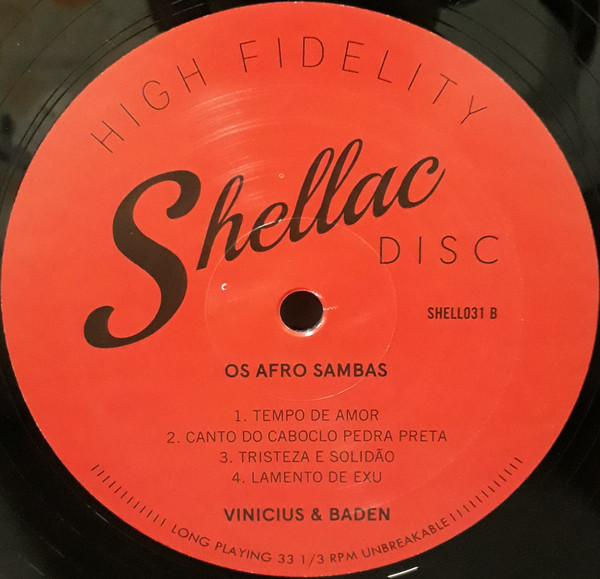 HIGH FIDELITY
Shellac
DISC
SHELL031 B
OS AFRO SAMBAS
1. TEMPO DE AMOR
2. CANTO DO CABOCLO PEDRA PRETA
3. TRISTEZA E SOLIDÃO
4. LAMENTO DE EXU
VINICIUS & BADEN
LONG PLAYING 33 1/3 RPM UNBREAKABLE